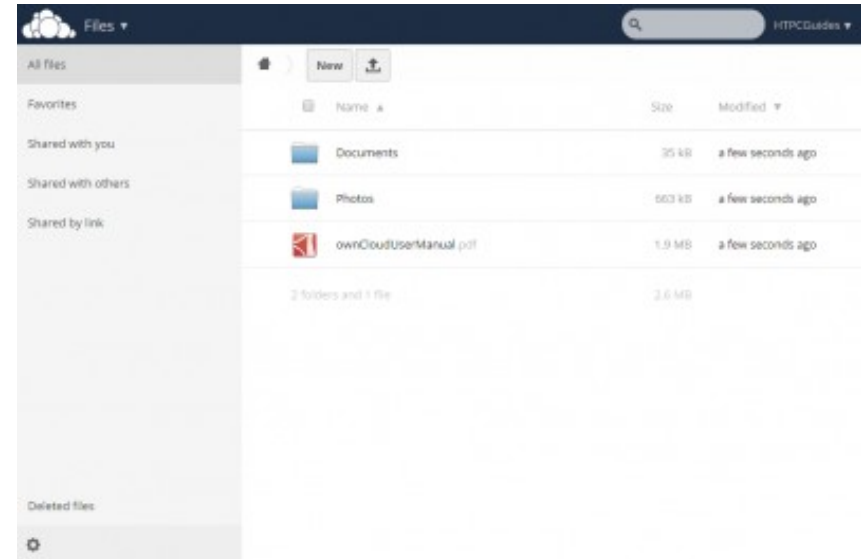 Files ▾
HTPCGuides ▾
All files
Favorites
Shared with you
Shared with others
Shared by link
Deleted files
New
Name ▴ Size Modified ▾
Documents 35 kB a few seconds ago
Photos 663 kB a few seconds ago
ownCloudUserManual.pdf 1.9 MB a few seconds ago
2 folders and 1 file 2.6 MB